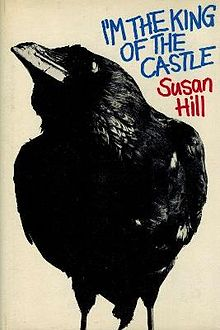 I'M THE KING
OF THE
CASTLE
Susan
Hill